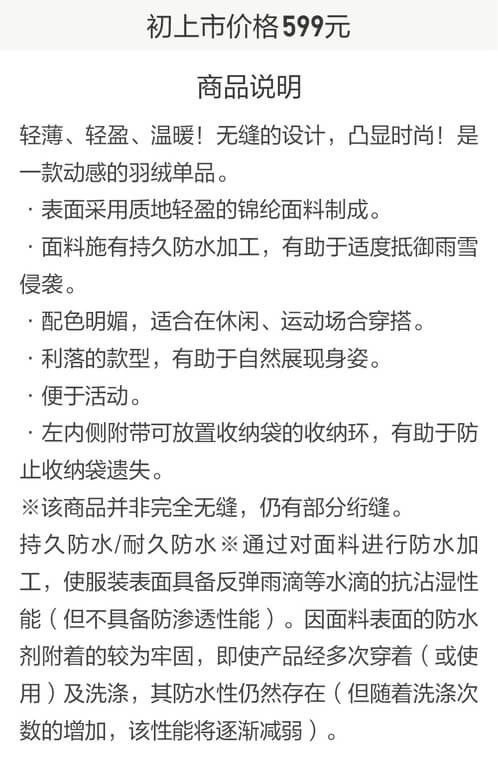 初上市价格599元
商品说明
轻薄、轻盈、温暖！无缝的设计，凸显时尚！是
一款动感的羽绒单品。
·表面采用质地轻盈的锦纶面料制成。
·面料施有持久防水加工，有助于适度抵御雨雪
侵袭。
·配色明媚，适合在休闲、运动场合穿搭。
·利落的款型，有助于自然展现身姿。
·便于活动。
·左内侧附带可放置收纳袋的收纳环，有助于防
止收纳袋遗失。
※该商品并非完全无缝，仍有部分绗缝。
持久防水/耐久防水※通过对面料进行防水加
工，使服装表面具备反弹雨滴等水滴的抗沾湿性
能（但不具备防渗透性能）。因面料表面的防水
剂附着的较为牢固，即使产品经多次穿着（或使
用）及洗涤，其防水性仍然存在（但随着洗涤次
数的增加，该性能将逐渐减弱）。